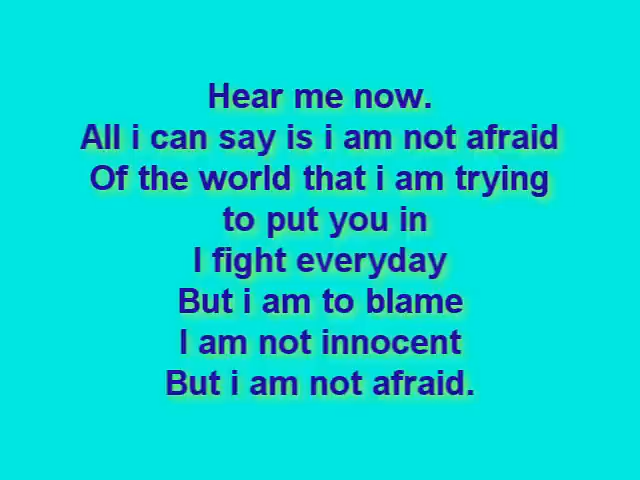 Hear me now.
All i can say is i am not afraid
Of the world that i am trying
to put you in
I fight everyday
But i am to blame
I am not innocent
But i am not afraid.